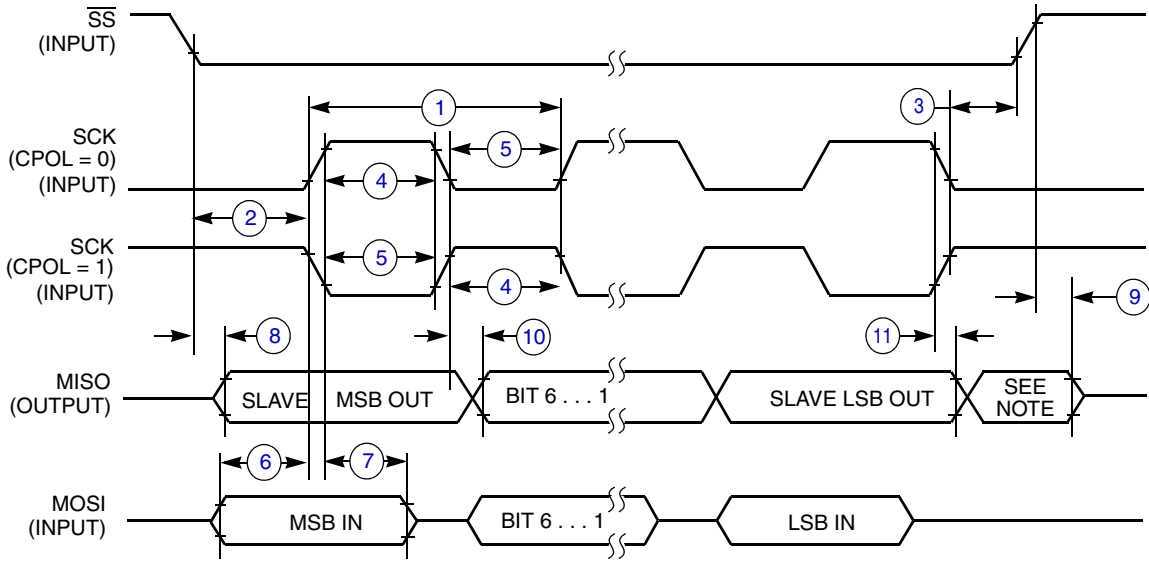 SS
(INPUT)
1
3
SCK
(CPOL = 0)
(INPUT)
5
4
2
SCK
(CPOL = 1)
(INPUT)
5
4
9
8
10
11
MISO
(OUTPUT)
SLAVE MSB OUT
BIT 6 . . . 1
SLAVE LSB OUT
SEE
NOTE
6
7
MOSI
(INPUT)
MSB IN
BIT 6 . . . 1
LSB IN